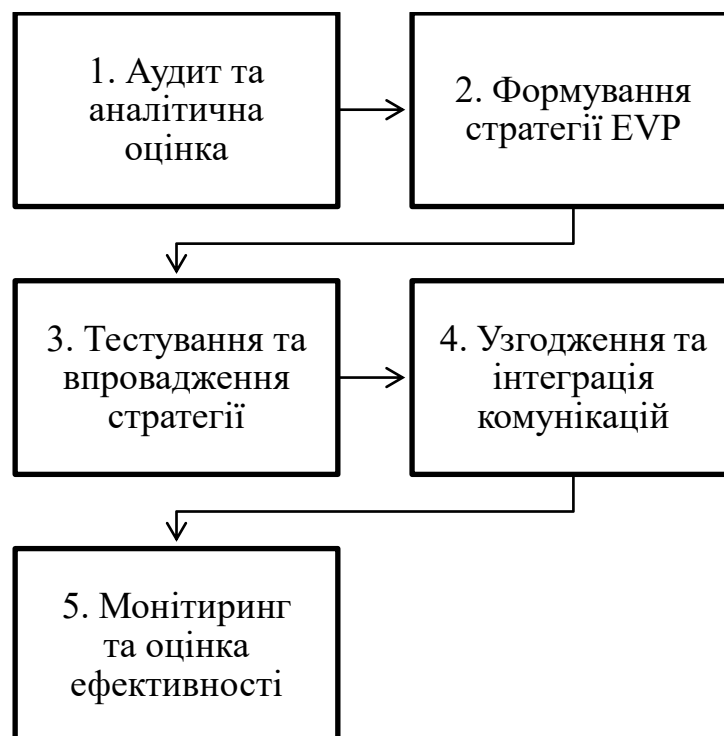 1. Аудит та
аналітична
оцінка
2. Формування
стратегії EVP
3. Тестування та
впровадження
стратегії
4. Узгодження та
інтеграція
комунікацій
5. Монітиринг
та оцінка
ефективності